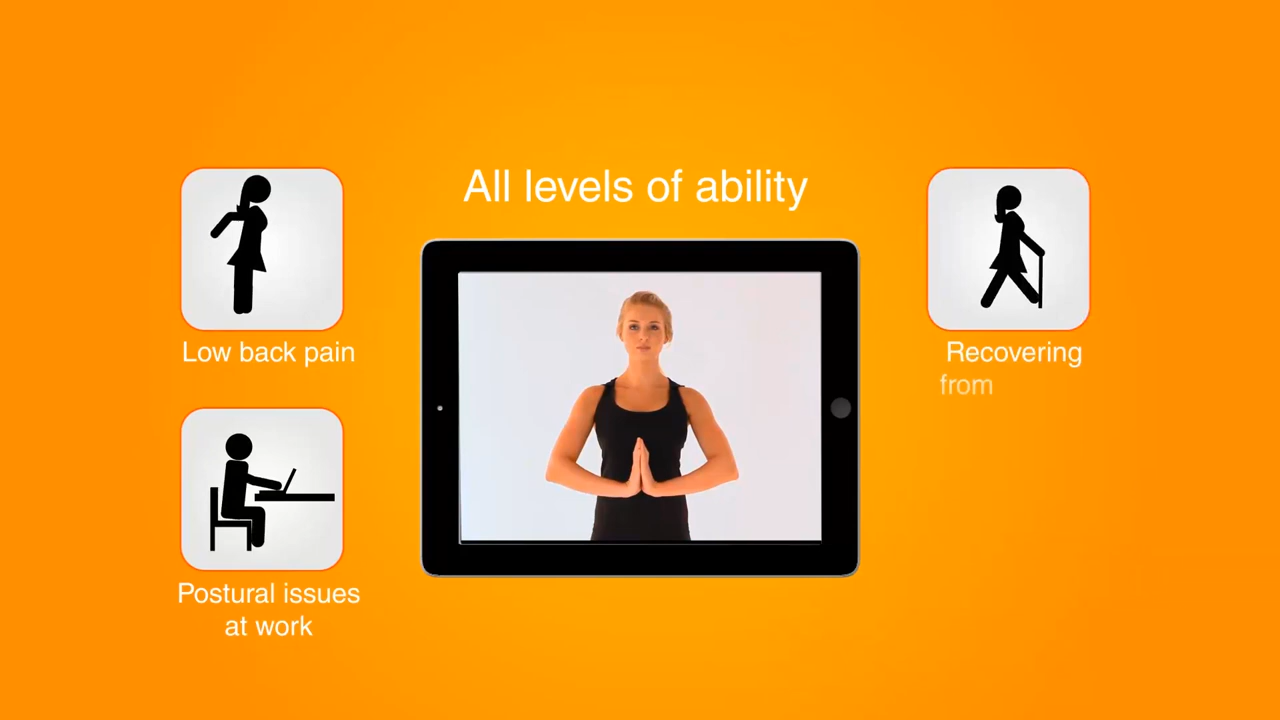 All levels of ability
Low back pain
Postural issues
at work
Recovering
from